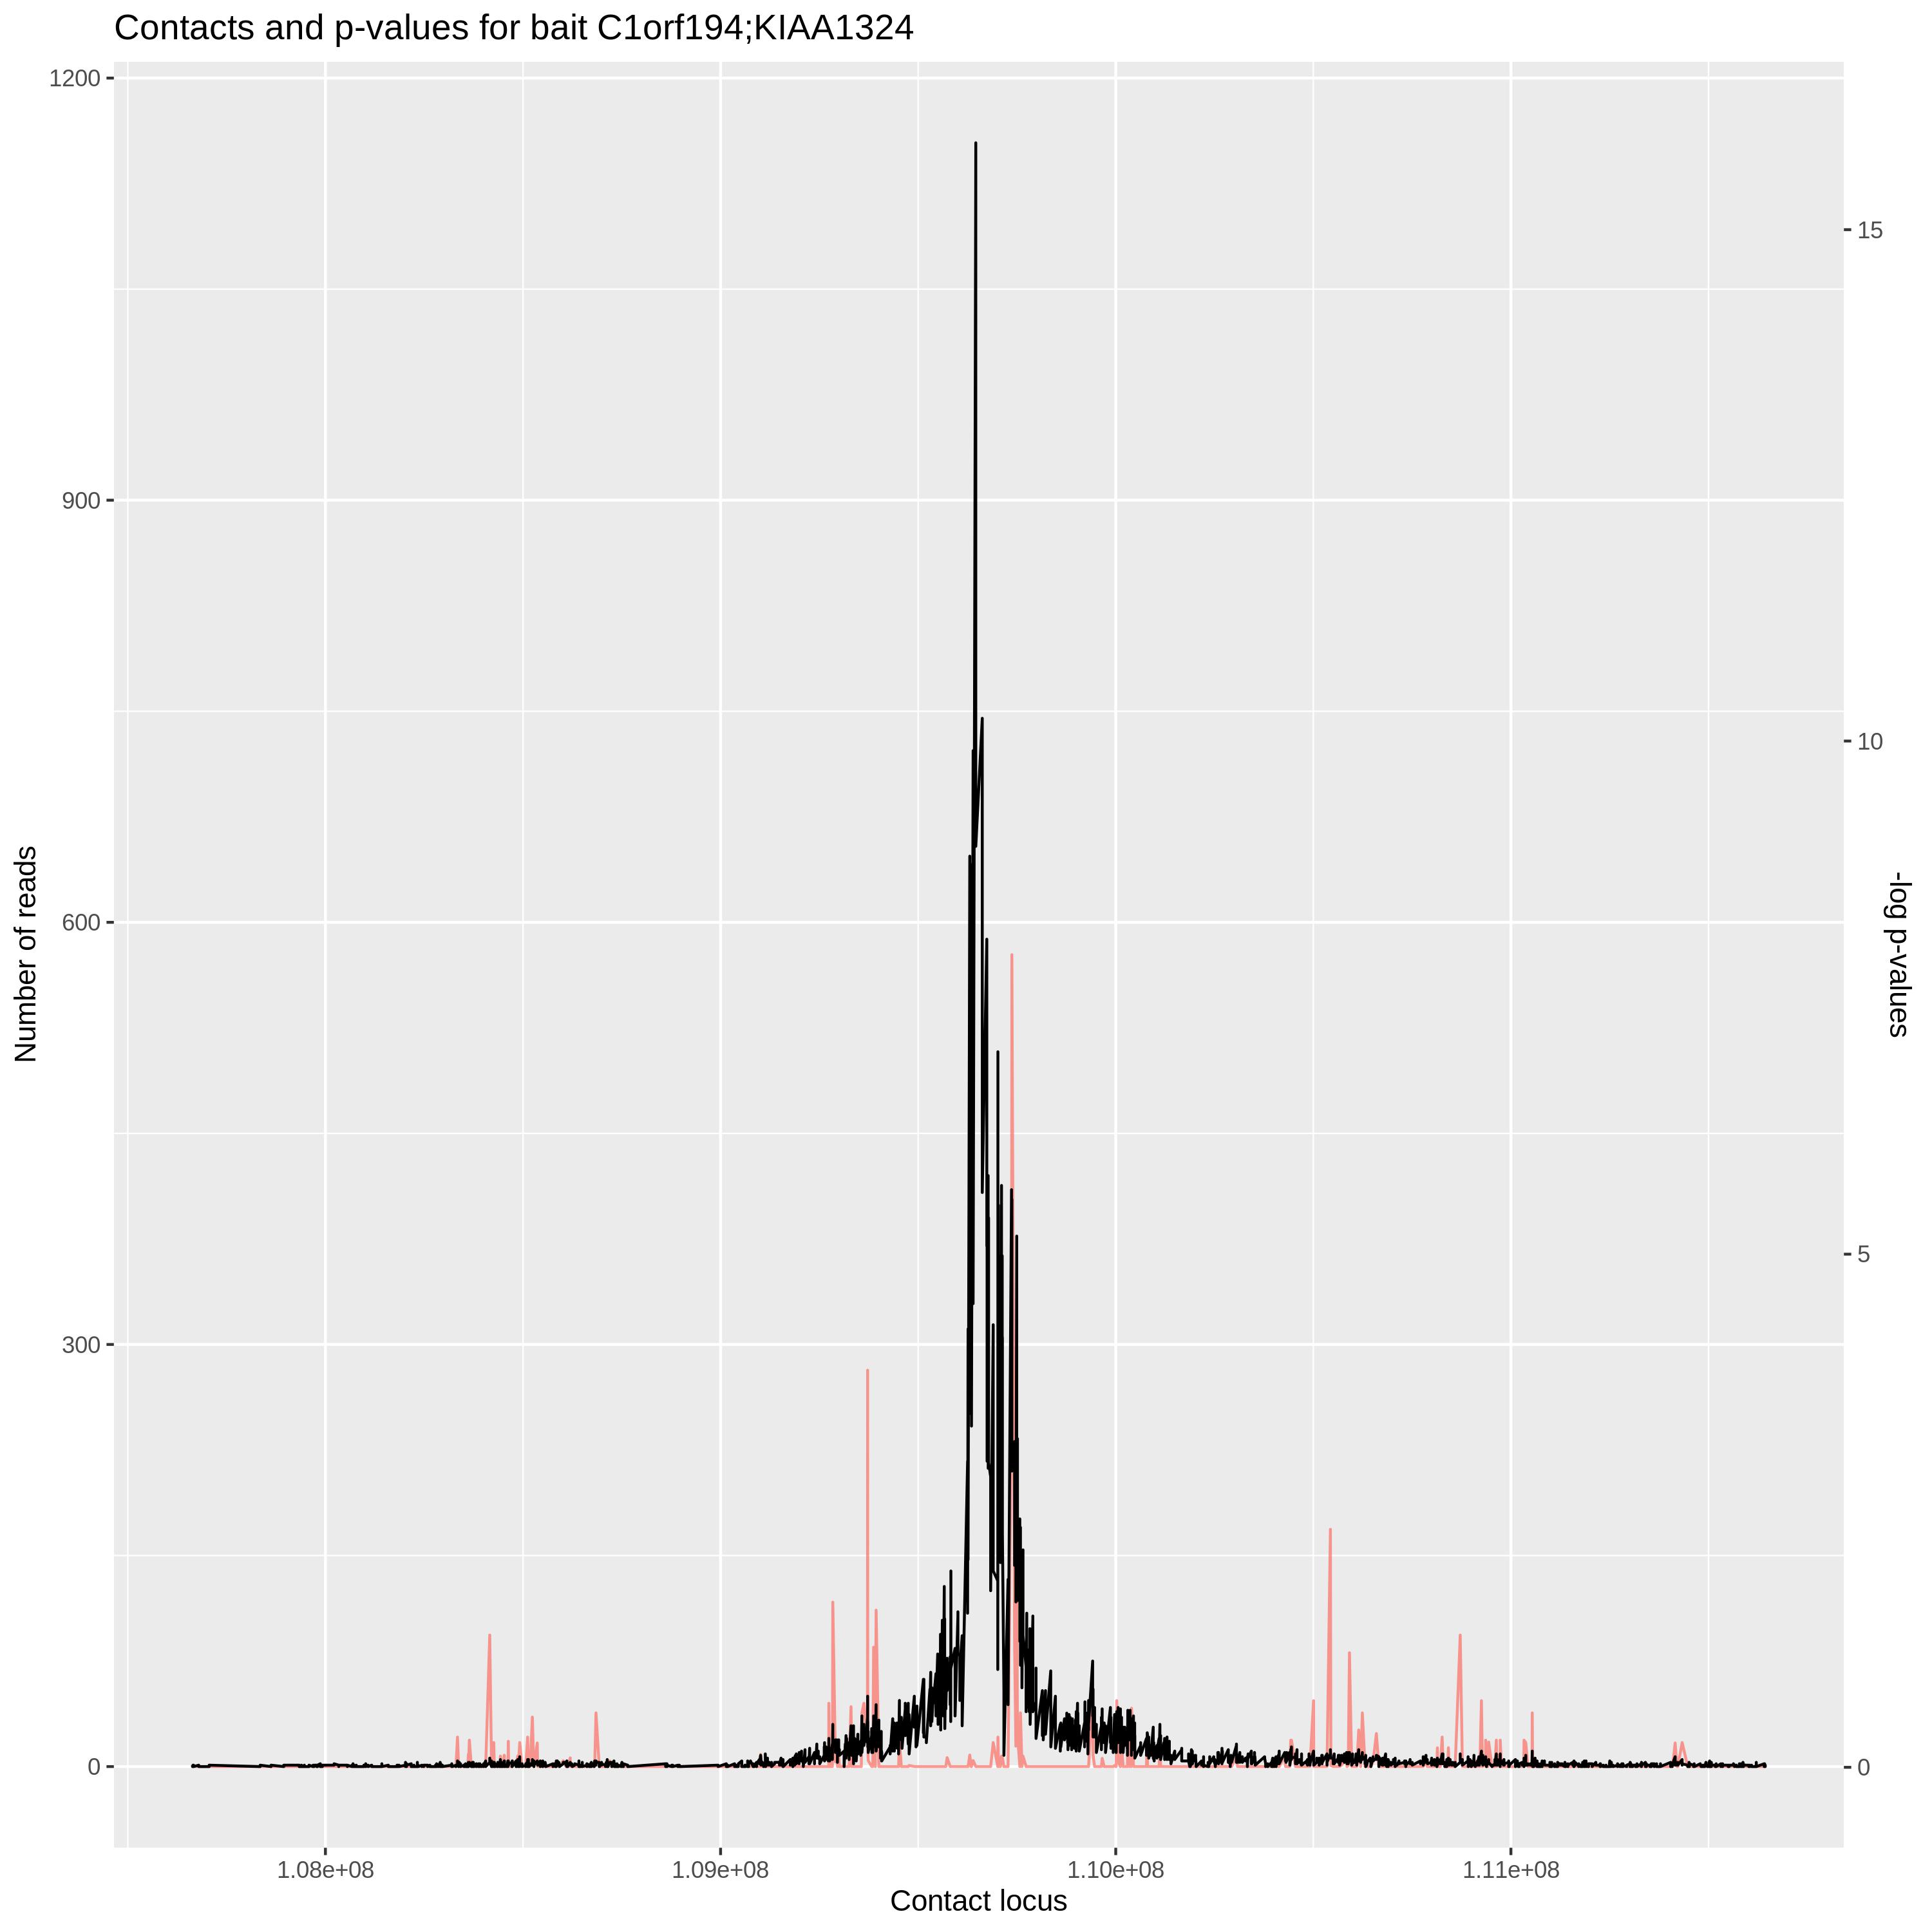 Contacts and p-values for bait C1orf194;KIAA1324
1200
900
600
300
0
Number of reads
15
10
5
0
-log p-values
1.08e+08
1.09e+08
1.10e+08
1.11e+08
Contact locus